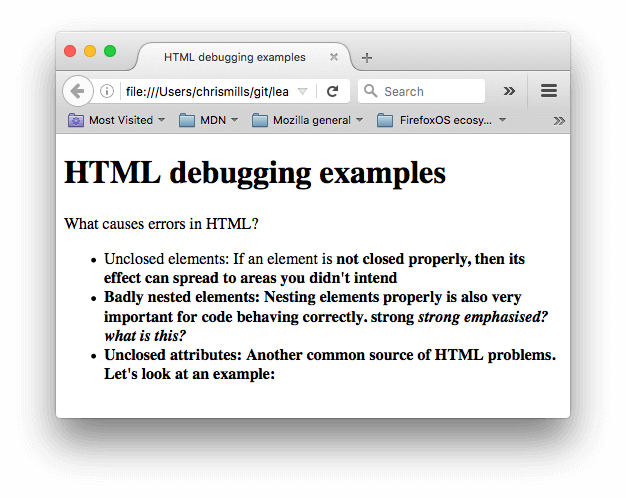 HTML debugging examples
file:///Users/chrismills/git/lea
Search
Most Visited MDN Mozilla general FirefoxOS ecosy...
HTML debugging examples
What causes errors in HTML?
Unclosed elements: If an element is not closed properly, then its
effect can spread to areas you didn't intend
Badly nested elements: Nesting elements properly is also very
important for code behaving correctly. strong strong emphasised?
what is this?
Unclosed attributes: Another common source of HTML problems.
Let's look at an example: